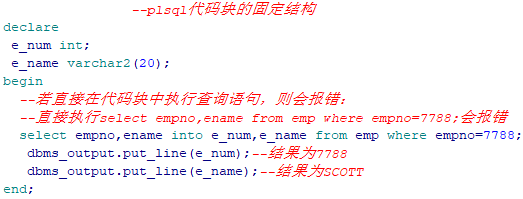 --plsql代码块的固定结构
declare
e_num int;
e_name varchar2(20);
begin
--若直接在代码块中执行查询语句，则会报错：
--直接执行select empno,ename from emp where empno=7788;会报错
select empno,ename into e_num,e_name from emp where empno=7788;
dbms_output.put_line(e_num);--结果为7788
dbms_output.put_line(e_name);--结果为SCOTT
end;